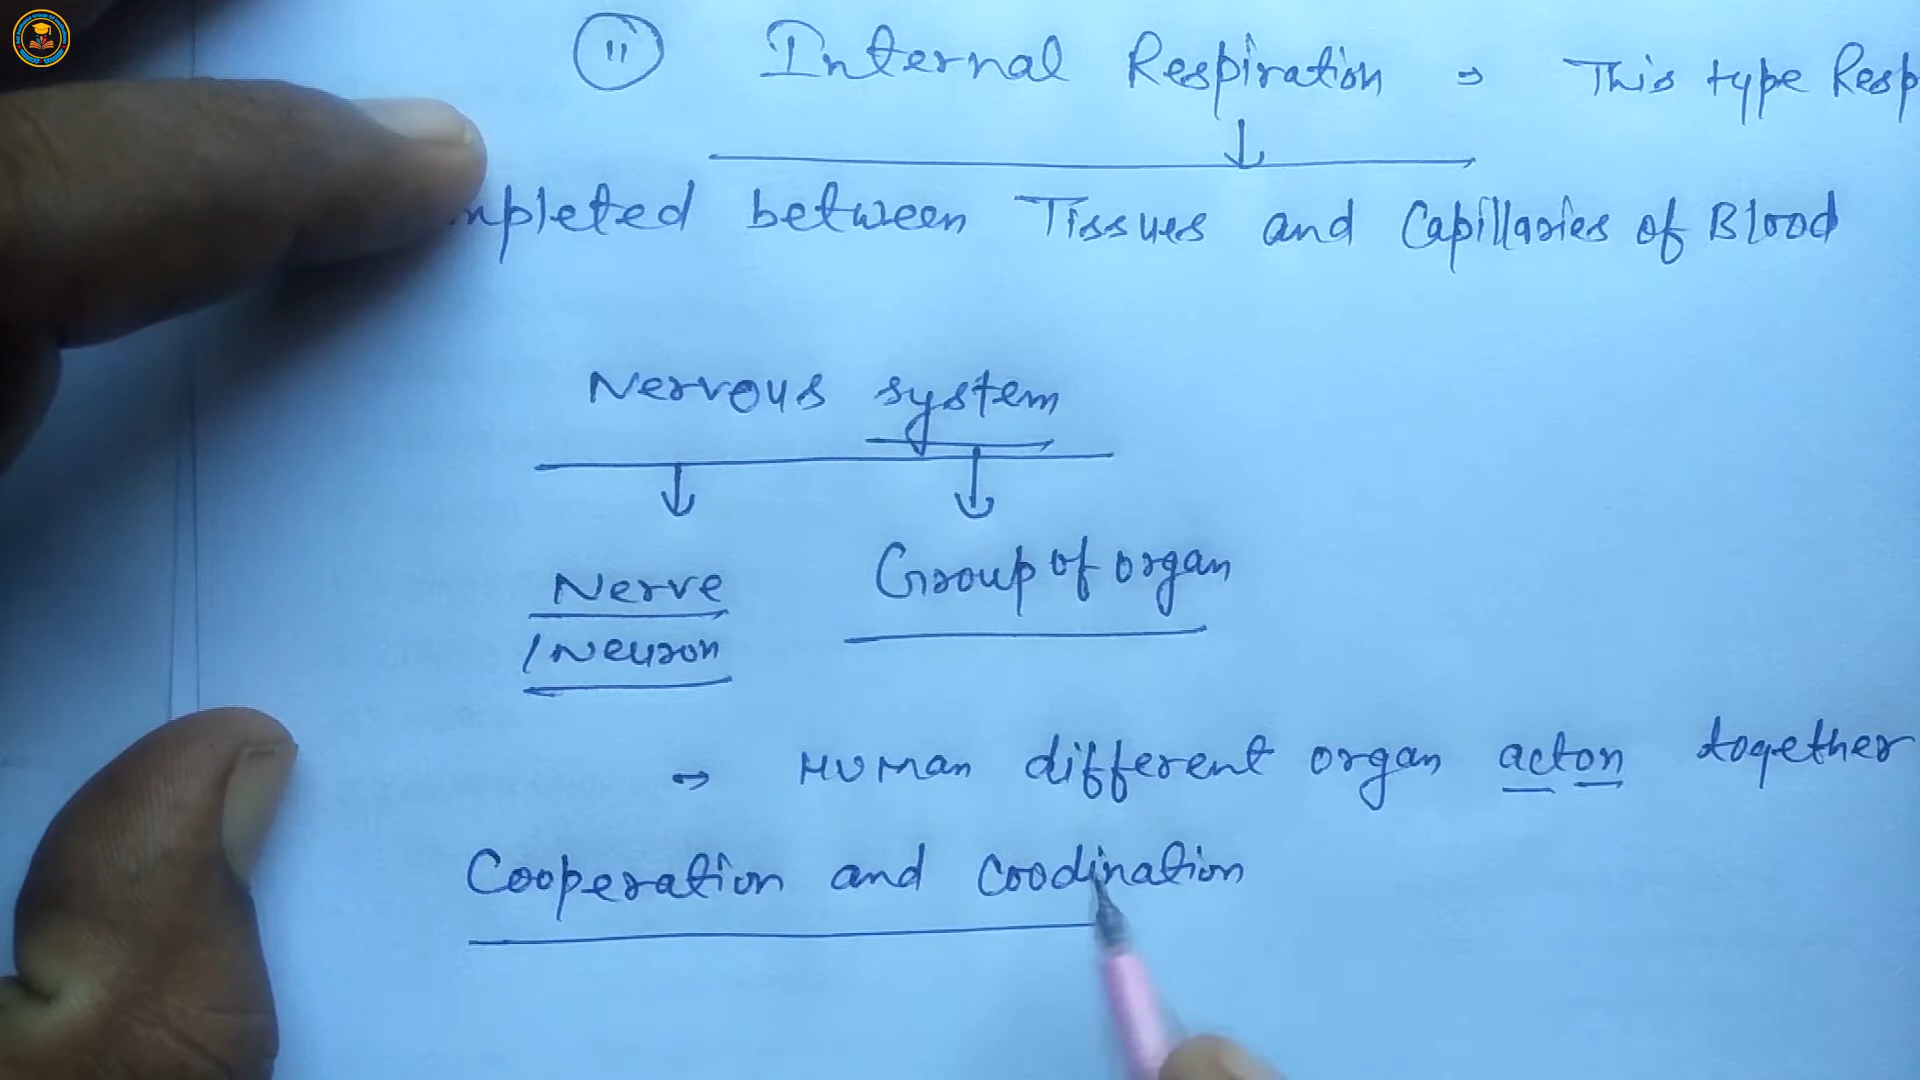 (ii) Internal Respiration → This type Resp
mpleted between Tissues and Capillaries of Blood
Nervous system
Nerve Group of organ
/Neuron
→ Human different organ acton together
Cooperation and coodination